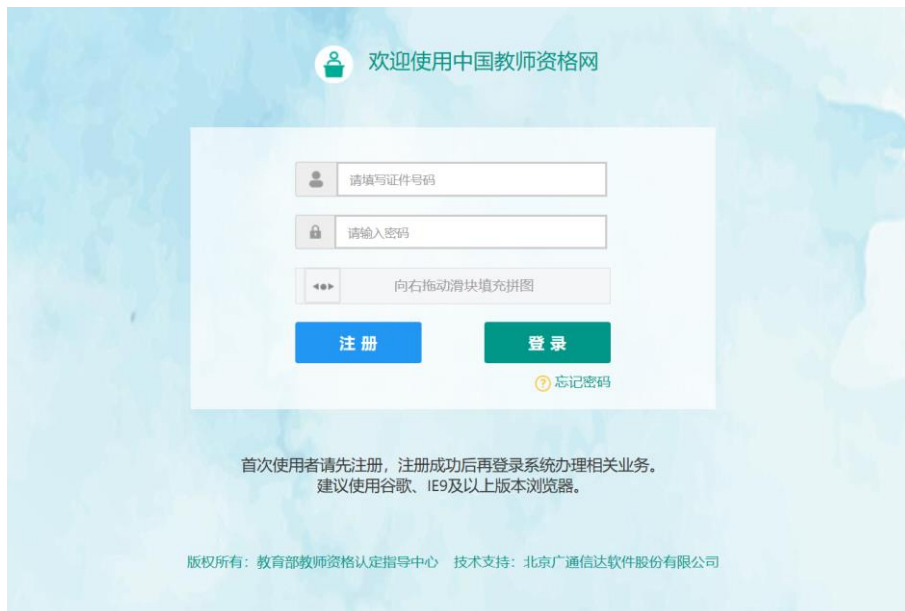 欢迎使用中国教师资格网
请填写证件号码
请输入密码
向右拖动滑块填充拼图
注 册 登 录
忘记密码
首次使用者请先注册，注册成功后再登录系统办理相关业务。
建议使用谷歌、IE9及以上版本浏览器。
版权所有：教育部教师资格认定指导中心 技术支持：北京广通信达软件股份有限公司